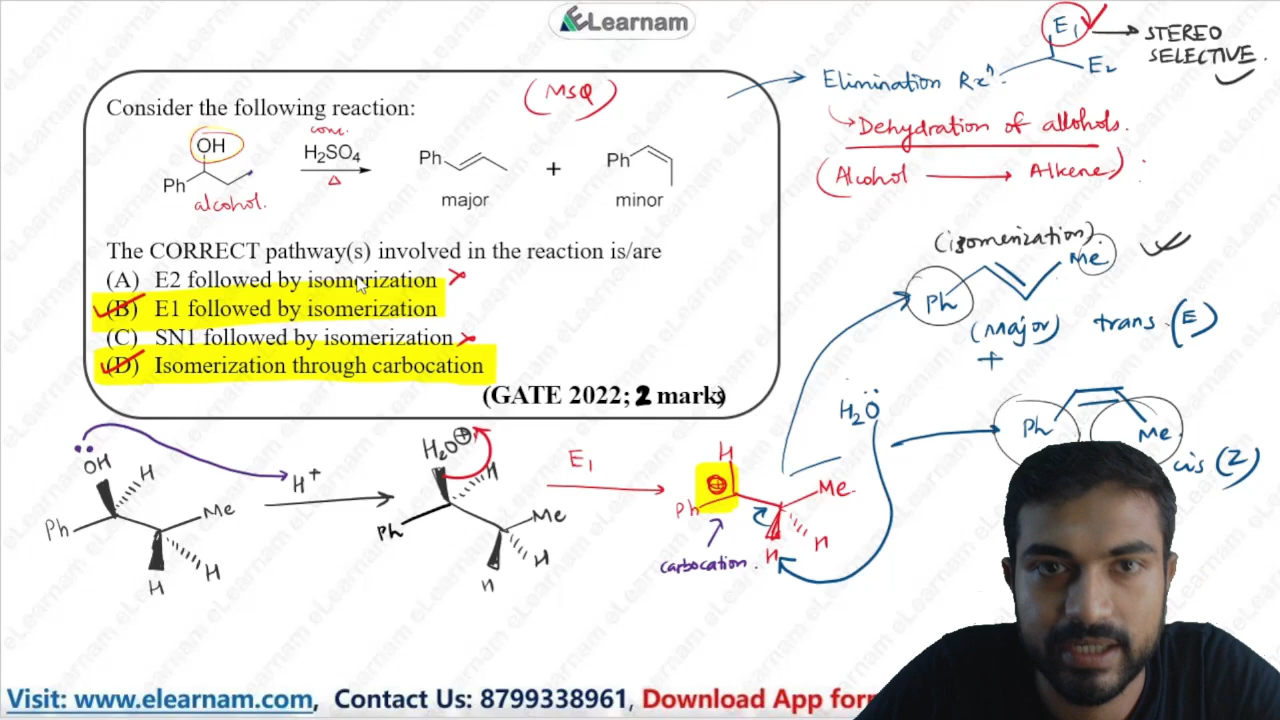 ELearnam
Consider the following reaction:
(MSQ)
OH
Ph
alcohol.
conc.
H2SO4
Δ
Ph
major
+
Ph
minor
The CORRECT pathway(s) involved in the reaction is/are
(A) E2 followed by isomerization
(B) E1 followed by isomerization
(C) SN1 followed by isomerization
(D) Isomerization through carbocation
(GATE 2022; 2 marks)
Elimination Rxn
E1
E2
STEREO
SELECTIVE.
Dehydration of alcohols.
(Alcohol → Alkene)
(isomerization)
Ph
Me
(Major) trans. (E)
+
H2O
Ph
Me
cis (Z)
OH
H
Ph
Me
H
H
H+
H2O⊕
H
Ph
Me
H
H
E1
H
⊕
Ph
Me
H
H
carbocation.
Visit: www.elearnam.com, Contact Us: 8799338961, Download App